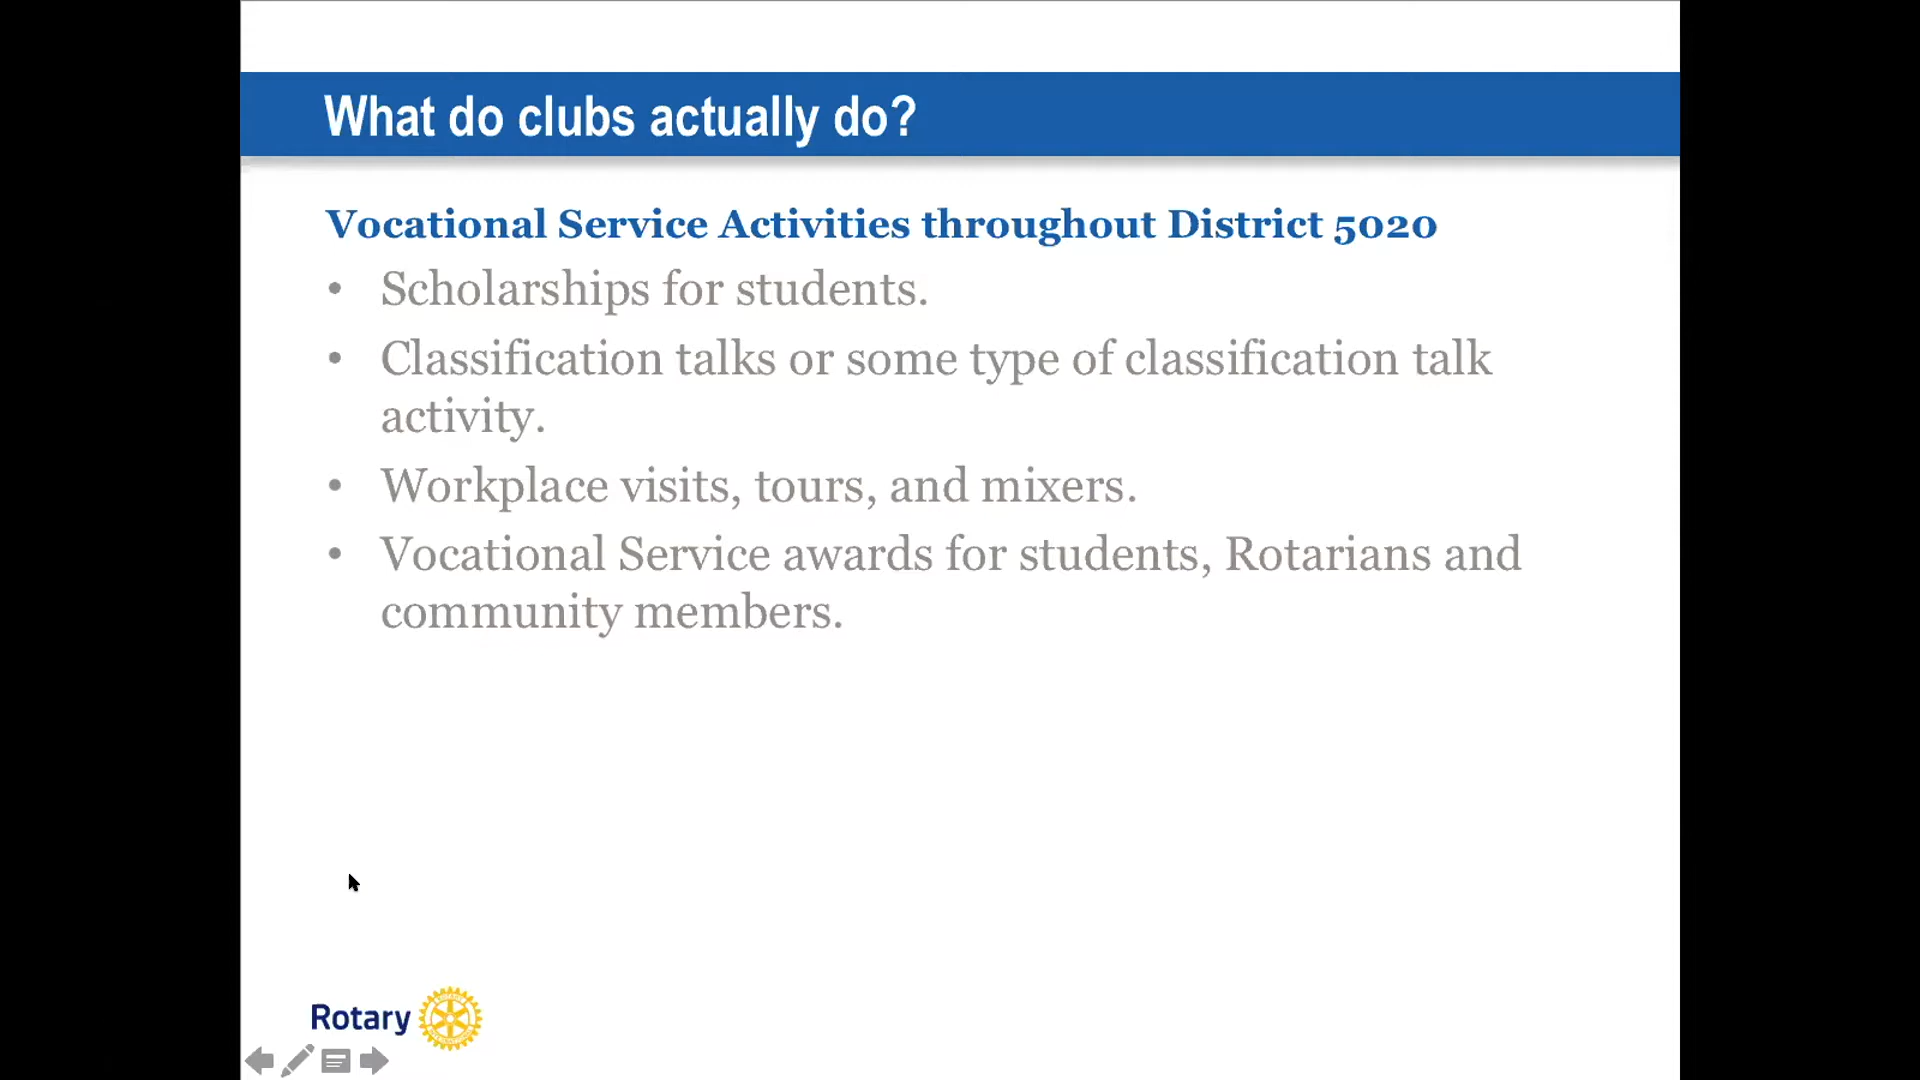 What do clubs actually do?
Vocational Service Activities throughout District 5020
• Scholarships for students.
• Classification talks or some type of classification talk
activity.
• Workplace visits, tours, and mixers.
• Vocational Service awards for students, Rotarians and
community members.
Rotary